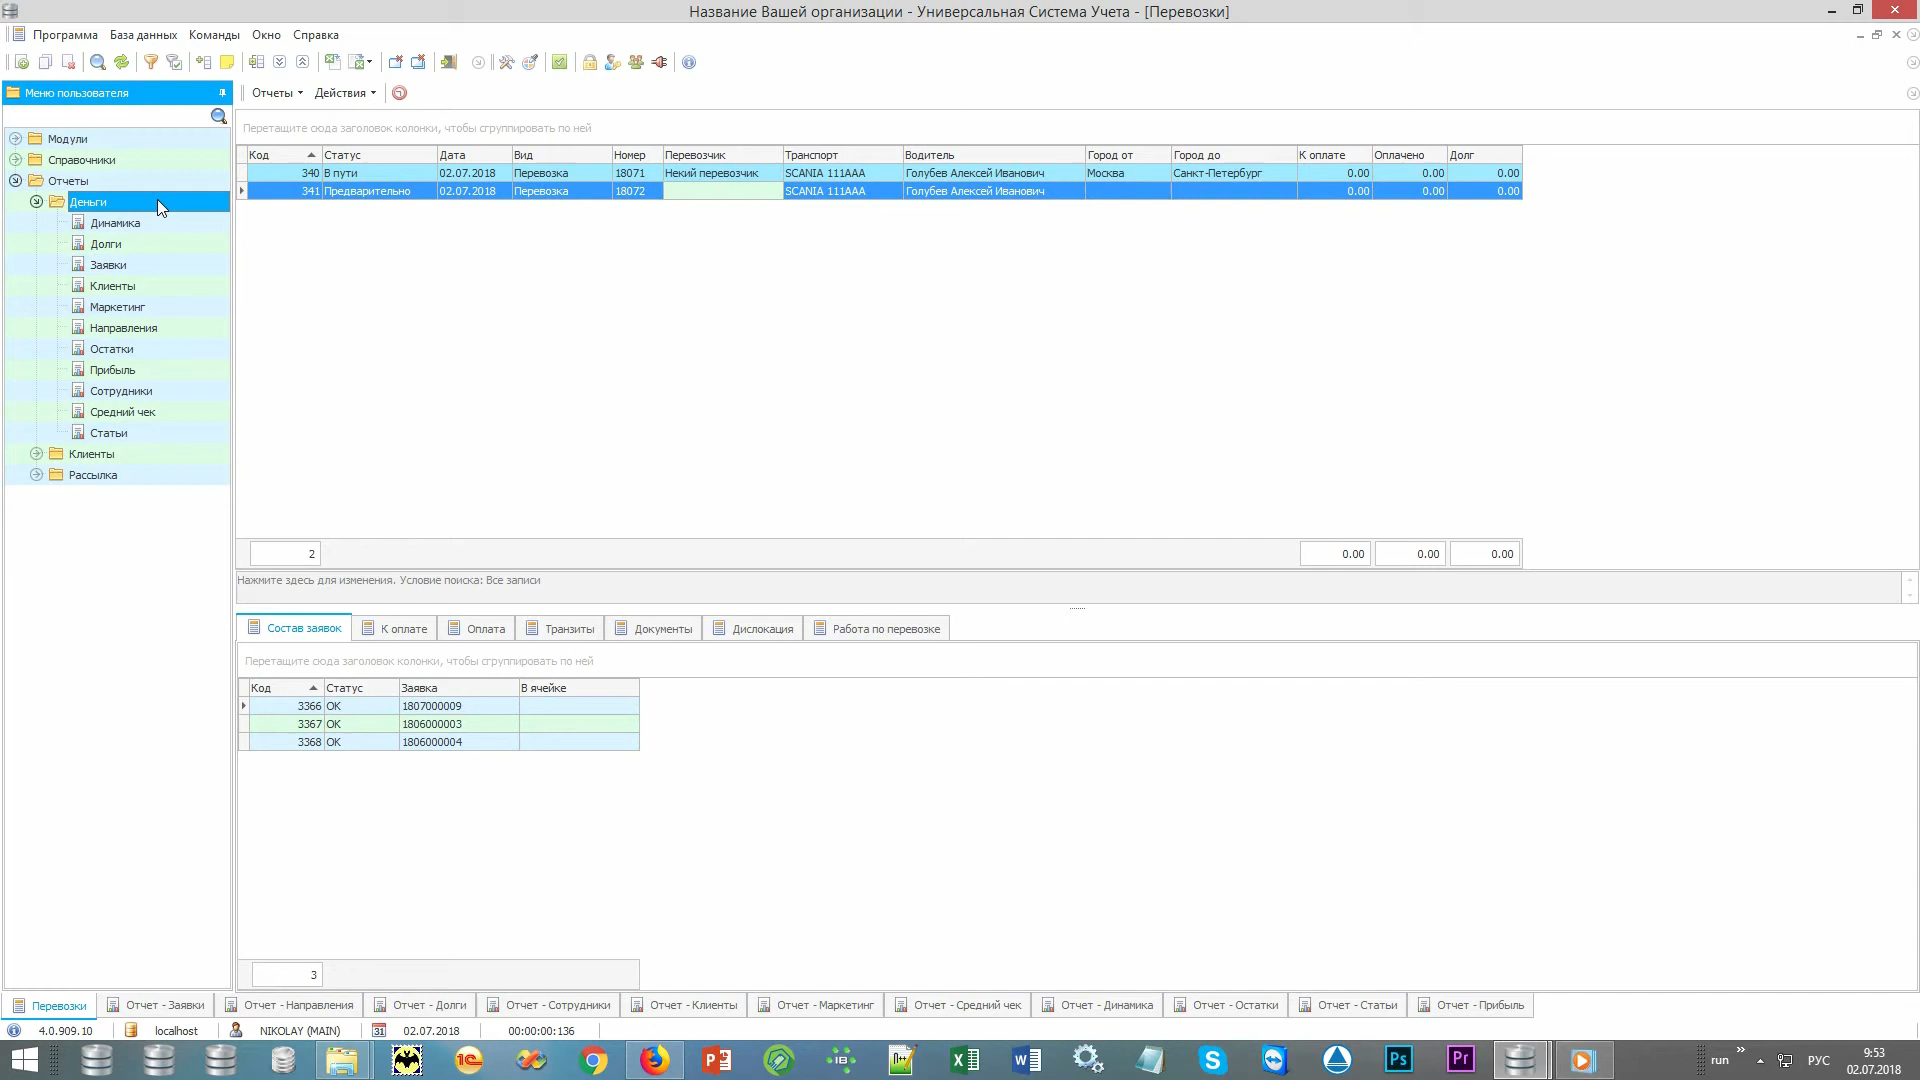 Название Вашей организации - Универсальная Система Учета - [Перевозки]
Программа База данных Команды Окно Справка
Меню пользователя
Отчеты Действия
Перетащите сюда заголовок колонки, чтобы сгруппировать по ней
Модули
Справочники
Отчеты
Деньги
Динамика
Долги
Заявки
Клиенты
Маркетинг
Направления
Остатки
Прибыль
Сотрудники
Средний чек
Статьи
Клиенты
Рассылка
Код Статус Дата Вид Номер Перевозчик Транспорт Водитель Город от Город до К оплате Оплачено Долг
340 В пути 02.07.2018 Перевозка 18071 Некий перевозчик SCANIA 111AAA Голубев Алексей Иванович Москва Санкт-Петербург 0.00 0.00 0.00
341 Предварительно 02.07.2018 Перевозка 18072 SCANIA 111AAA Голубев Алексей Иванович 0.00 0.00 0.00
2 0.00 0.00 0.00
Нажмите здесь для изменения. Условие поиска: Все записи
Состав заявок К оплате Оплата Транзиты Документы Дислокация Работа по перевозке
Перетащите сюда заголовок колонки, чтобы сгруппировать по ней
Код Статус Заявка В ячейке
3366 OK 1807000009
3367 OK 1806000003
3368 OK 1806000004
3
Перевозки Отчет - Заявки Отчет - Направления Отчет - Долги Отчет - Сотрудники Отчет - Клиенты Отчет - Маркетинг Отчет - Средний чек Отчет - Динамика Отчет - Остатки Отчет - Статьи Отчет - Прибыль
4.0.909.10 localhost NIKOLAY (MAIN) 31 02.07.2018 00:00:00:136
run РУС 9:53
02.07.2018